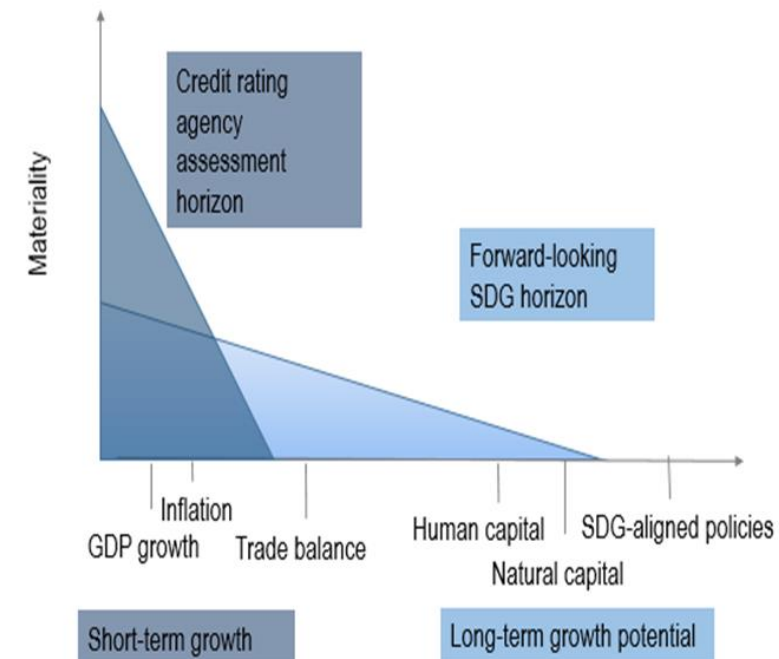 Credit rating
agency
assessment
horizon
Materiality
Forward-looking
SDG horizon
Inflation
GDP growth
Trade balance
Human capital
SDG-aligned policies
Natural capital
Short-term growth
Long-term growth potential